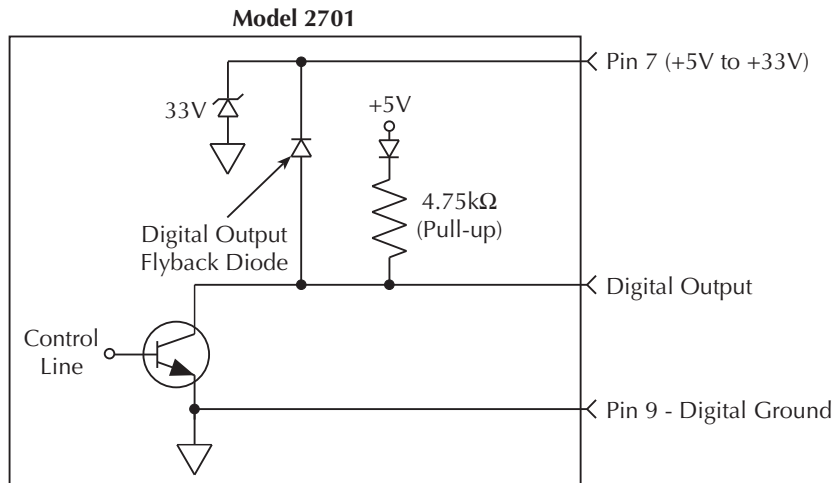 Model 2701
Pin 7 (+5V to +33V)
33V
+5V
4.75kΩ
(Pull-up)
Digital Output
Flyback Diode
Digital Output
Control
Line
Pin 9 - Digital Ground